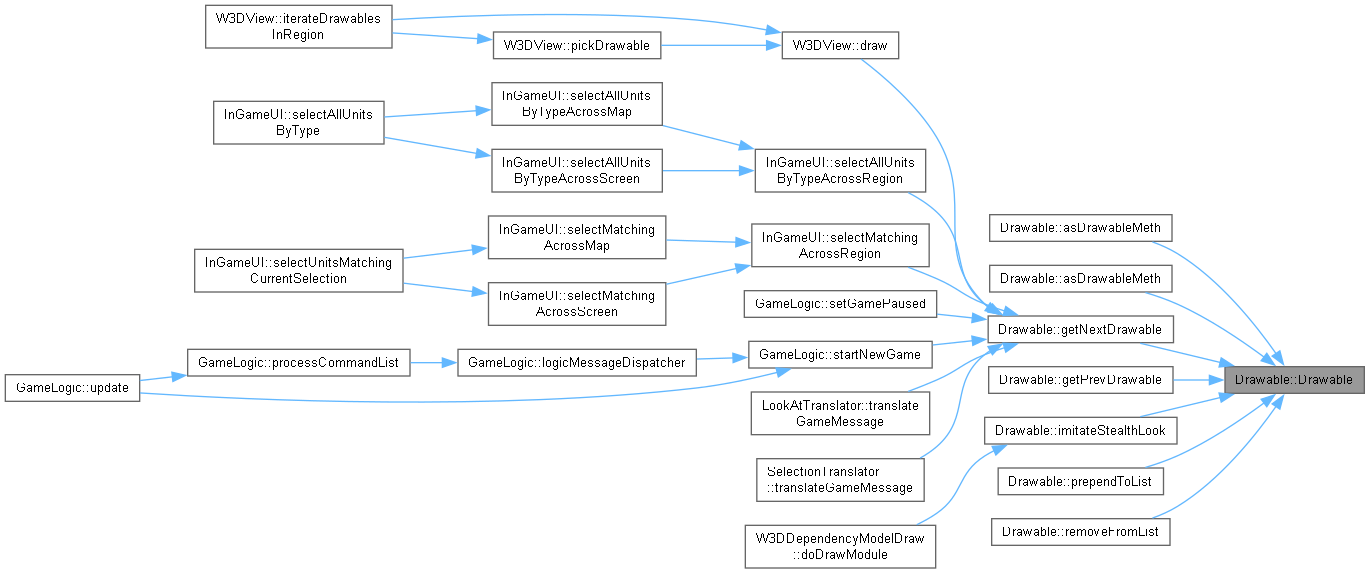 W3DView::iterateDrawables
InRegion
W3DView::pickDrawable
W3DView::draw
InGameUI::selectAllUnits
ByTypeAcrossMap
InGameUI::selectAllUnits
ByType
InGameUI::selectAllUnits
ByTypeAcrossScreen
InGameUI::selectAllUnits
ByTypeAcrossRegion
InGameUI::selectMatching
AcrossMap
InGameUI::selectMatching
AcrossRegion
InGameUI::selectUnitsMatching
CurrentSelection
InGameUI::selectMatching
AcrossScreen
Drawable::asDrawableMeth
Drawable::asDrawableMeth
GameLogic::setGamePaused
Drawable::getNextDrawable
GameLogic::startNewGame
GameLogic::logicMessageDispatcher
GameLogic::processCommandList
GameLogic::update
Drawable::getPrevDrawable
Drawable::Drawable
LookAtTranslator::translate
GameMessage
Drawable::imitateStealthLook
SelectionTranslator
::translateGameMessage
Drawable::prependToList
W3DDependencyModelDraw
::doDrawModule
Drawable::removeFromList